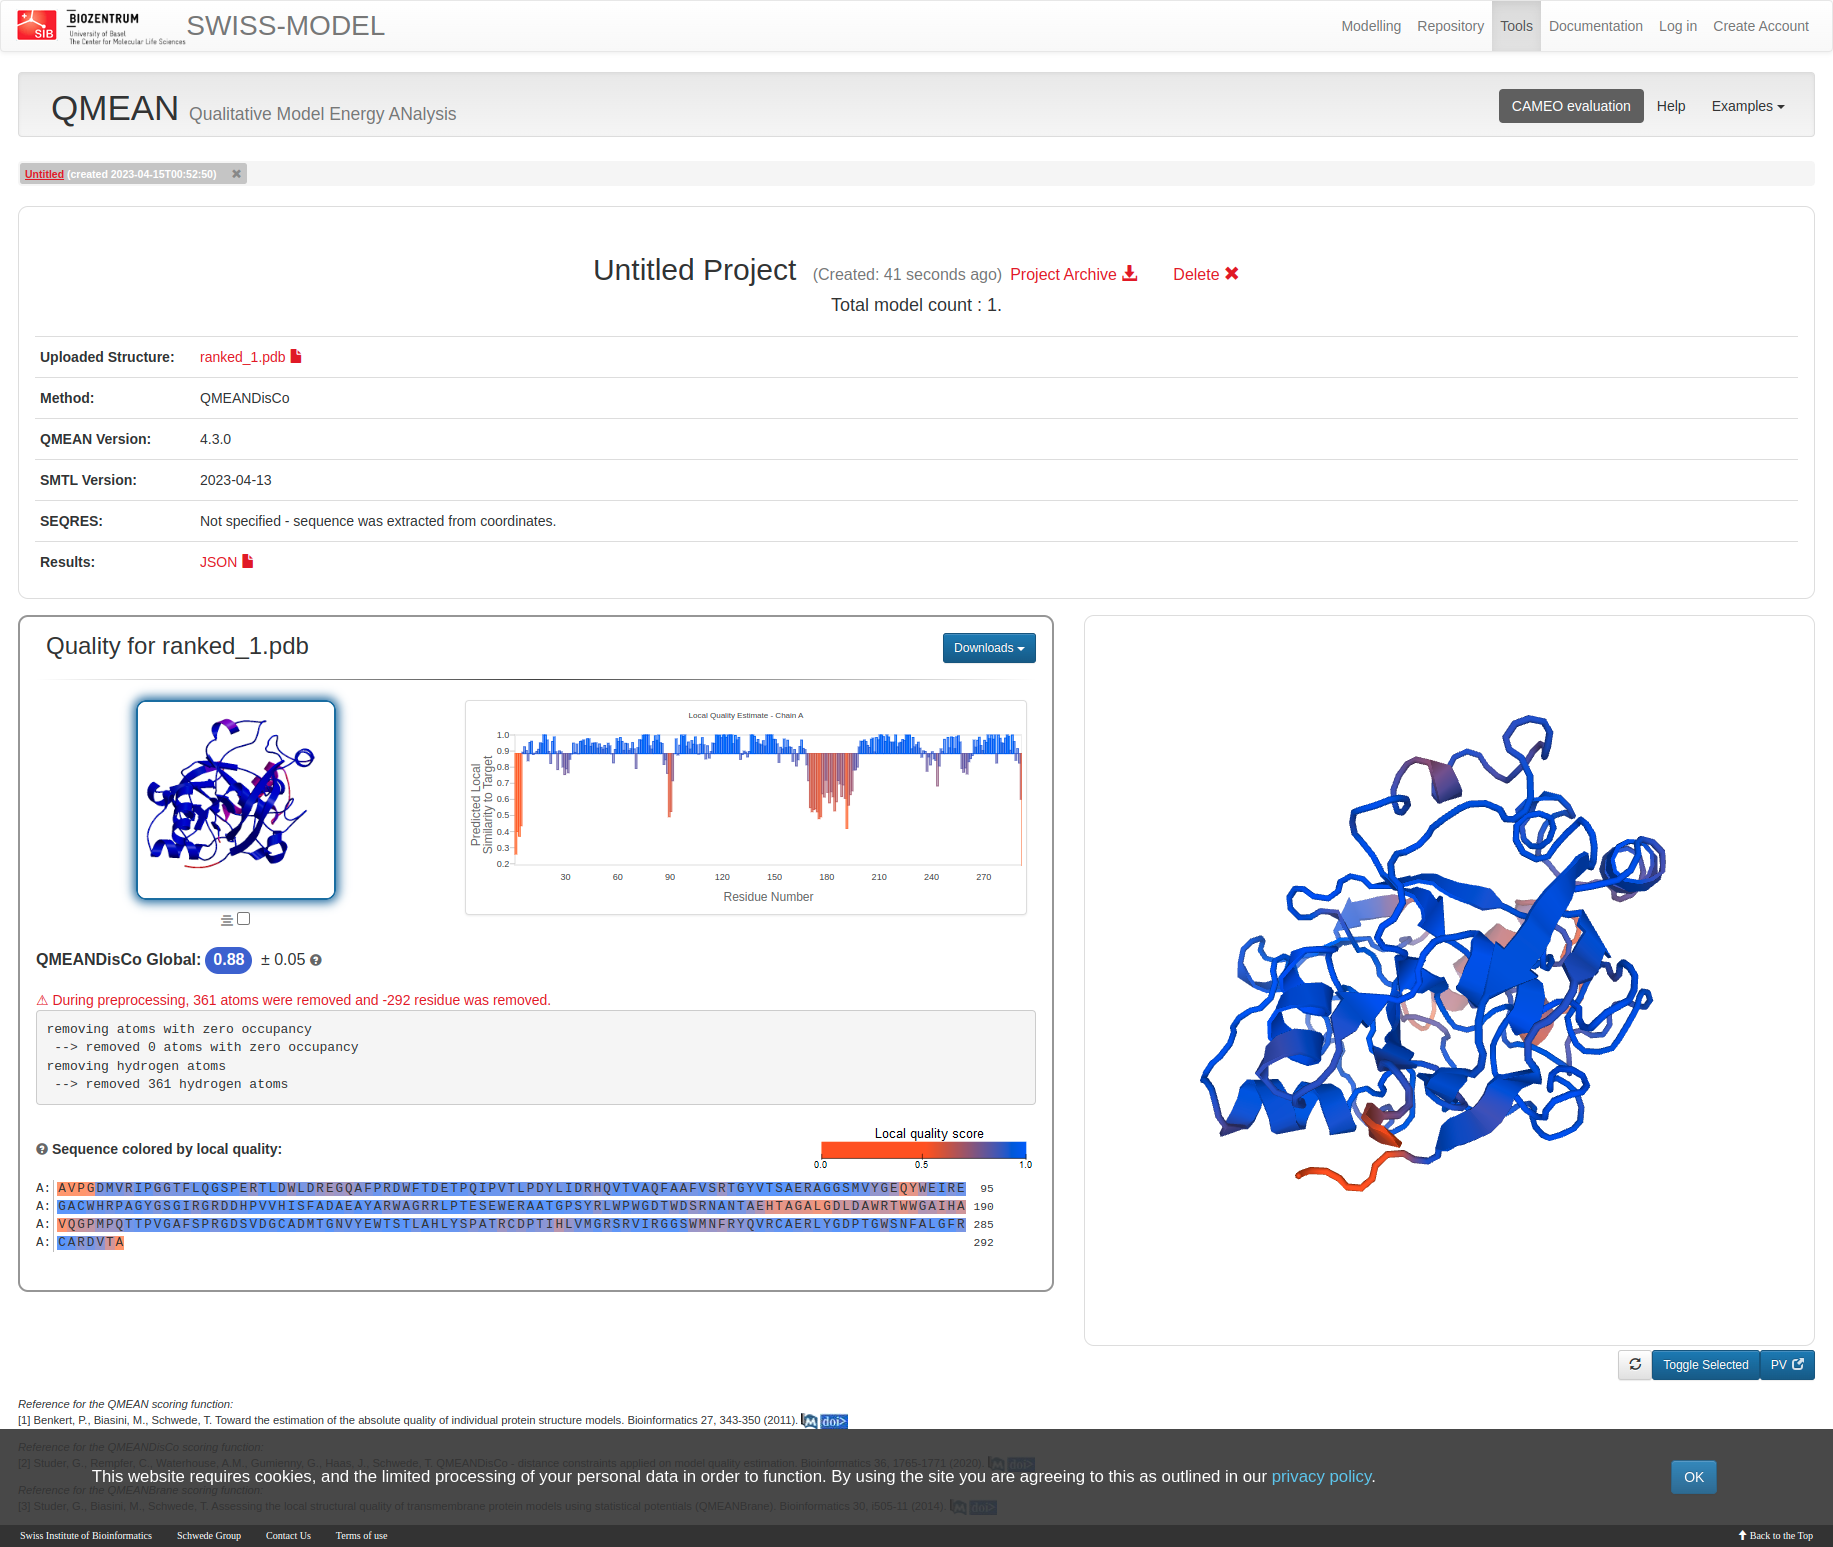 SIB
BIOZENTRUM
University of Basel
The Center for Molecular Life Sciences
SWISS-MODEL
Modelling
Repository
Tools
Documentation
Log in
Create Account
QMEAN Qualitative Model Energy ANalysis
CAMEO evaluation
Help
Examples
Untitled (created 2023-04-15T00:52:50)
Untitled Project (Created: 41 seconds ago) Project Archive Delete
Total model count : 1.
Uploaded Structure: ranked_1.pdb
Method: QMEANDisCo
QMEAN Version: 4.3.0
SMTL Version: 2023-04-13
SEQRES: Not specified - sequence was extracted from coordinates.
Results: JSON
Quality for ranked_1.pdb
Downloads
Local Quality Estimate - Chain A
Predicted Local
Similarity to Target
1.0
0.9
0.8
0.7
0.6
0.5
0.4
0.3
0.2
30 60 90 120 150 180 210 240 270
Residue Number
QMEANDisCo Global: 0.88 ± 0.05
⚠ During preprocessing, 361 atoms were removed and -292 residue was removed.
removing atoms with zero occupancy
--> removed 0 atoms with zero occupancy
removing hydrogen atoms
--> removed 361 hydrogen atoms
Sequence colored by local quality:
Local quality score
0.0 0.5 1.0
A: AVPGDMVRIPGGTFLQGSPERTLDWLDREGQAFPRDWFTDETPQIPVTLPDYLIDRHQVTVAQFAAFVSRTGYVTSAERAGGSMVYGEQYWEIRE 95
A: GACWHRPAGYGSGIRGRDDHPVVHISFADAEAYARWAGRRLPTESEWERAATGPSYRLWPWGDTWDSRNANTAEHTAGALGDLDAWRTWWGAIHA 190
A: VQGPMPQTTPVGAFSPRGDSVDGCADMTGNVYEWTSTLAHLYSPATRCDPTIHLVMGRSRVIRGGSWMNFRYQVRCAERLYGDPTGWSNFALGFR 285
A: CARDVTA 292
Toggle Selected
PV
Reference for the QMEAN scoring function:
[1] Benkert, P., Biasini, M., Schwede, T. Toward the estimation of the absolute quality of individual protein structure models. Bioinformatics 27, 343-350 (2011). M doi>
Reference for the QMEANDisCo scoring function:
[2] Studer, G., Rempfer, C., Waterhouse, A.M., Gumienny, G., Haas, J., Schwede, T. QMEANDisCo - distance constraints applied on model quality estimation. Bioinformatics 36, 1765-1771 (2020). M doi>
This website requires cookies, and the limited processing of your personal data in order to function. By using the site you are agreeing to this as outlined in our privacy policy.
OK
Reference for the QMEANBrane scoring function:
[3] Studer, G., Biasini, M., Schwede, T. Assessing the local structural quality of transmembrane protein models using statistical potentials (QMEANBrane). Bioinformatics 30, i505-11 (2014). M doi>
Swiss Institute of Bioinformatics
Schwede Group
Contact Us
Terms of use
Back to the Top